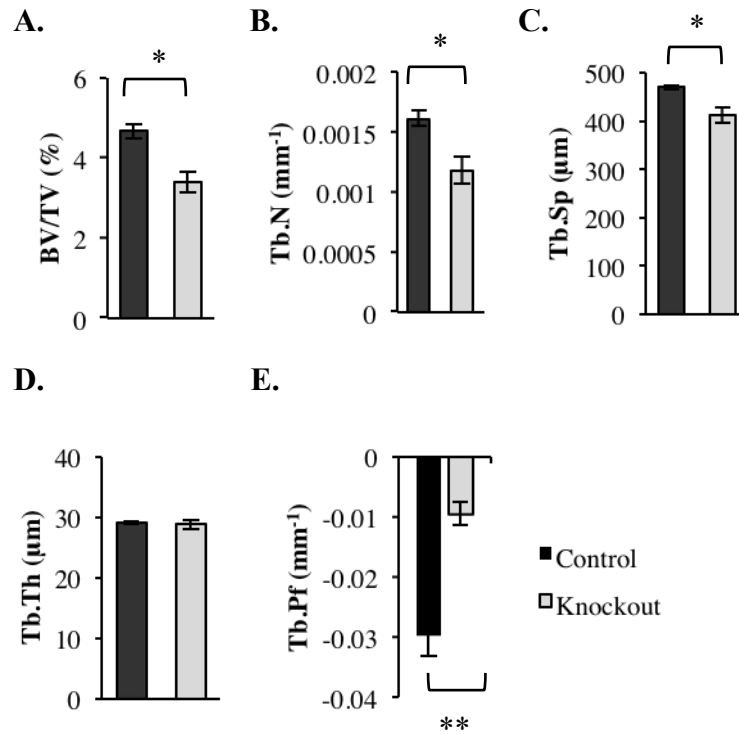 A.
*
BV/TV (%)
6
4
2
0
B.
*
Tb.N (mm⁻¹)
0.002
0.0015
0.001
0.0005
0
C.
*
Tb.Sp (µm)
500
400
300
200
100
0
D.
Tb.Th (µm)
40
30
20
10
0
E.
Tb.Pf (mm⁻¹)
0
-0.01
-0.02
-0.03
-0.04
**
Control
Knockout